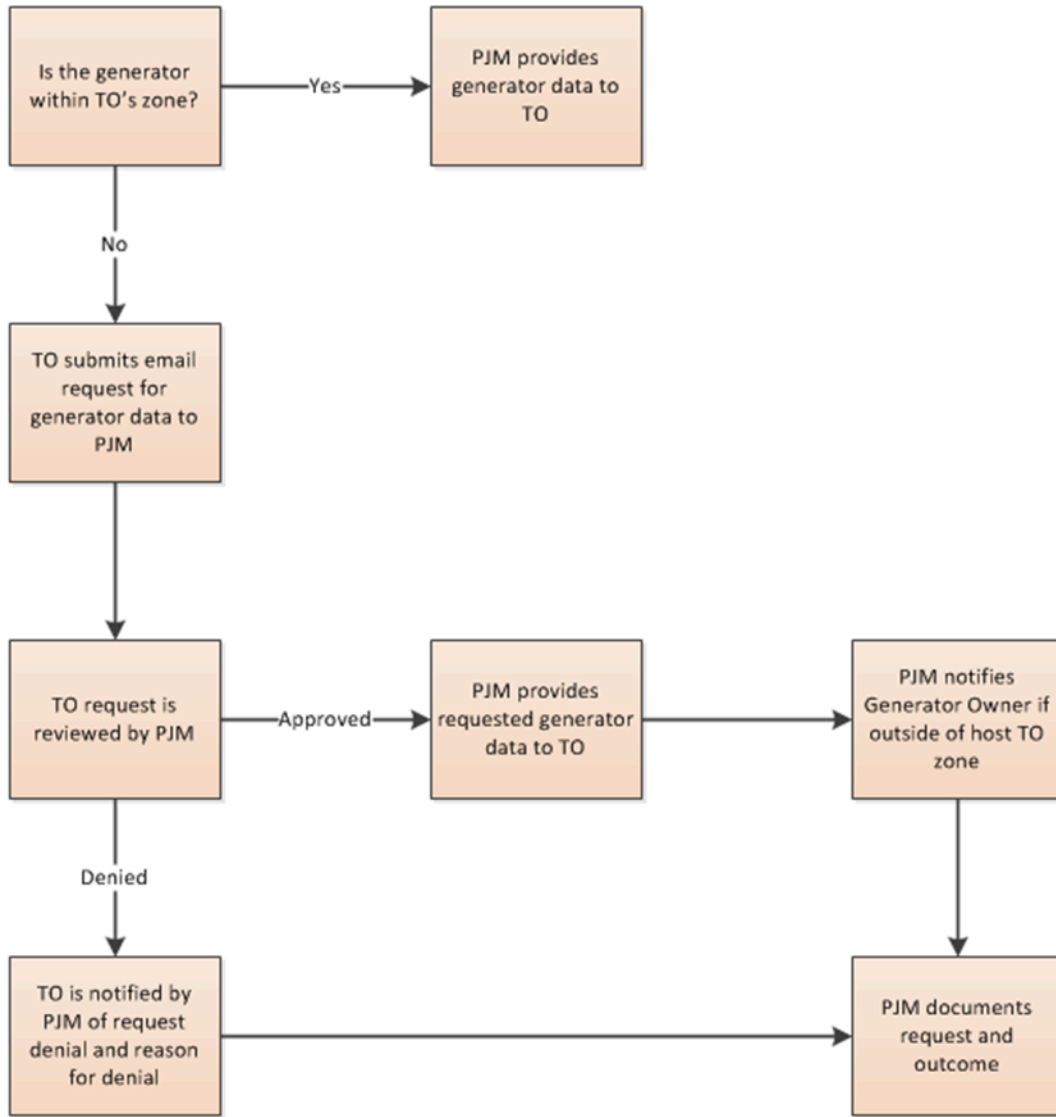 Is the generator
within TO's zone?
Yes
PJM provides
generator data to
TO
No
TO submits email
request for
generator data to
PJM
TO request is
reviewed by PJM
Approved
PJM provides
requested generator
data to TO
PJM notifies
Generator Owner if
outside of host TO
zone
Denied
TO is notified by
PJM of request
denial and reason
for denial
PJM documents
request and
outcome